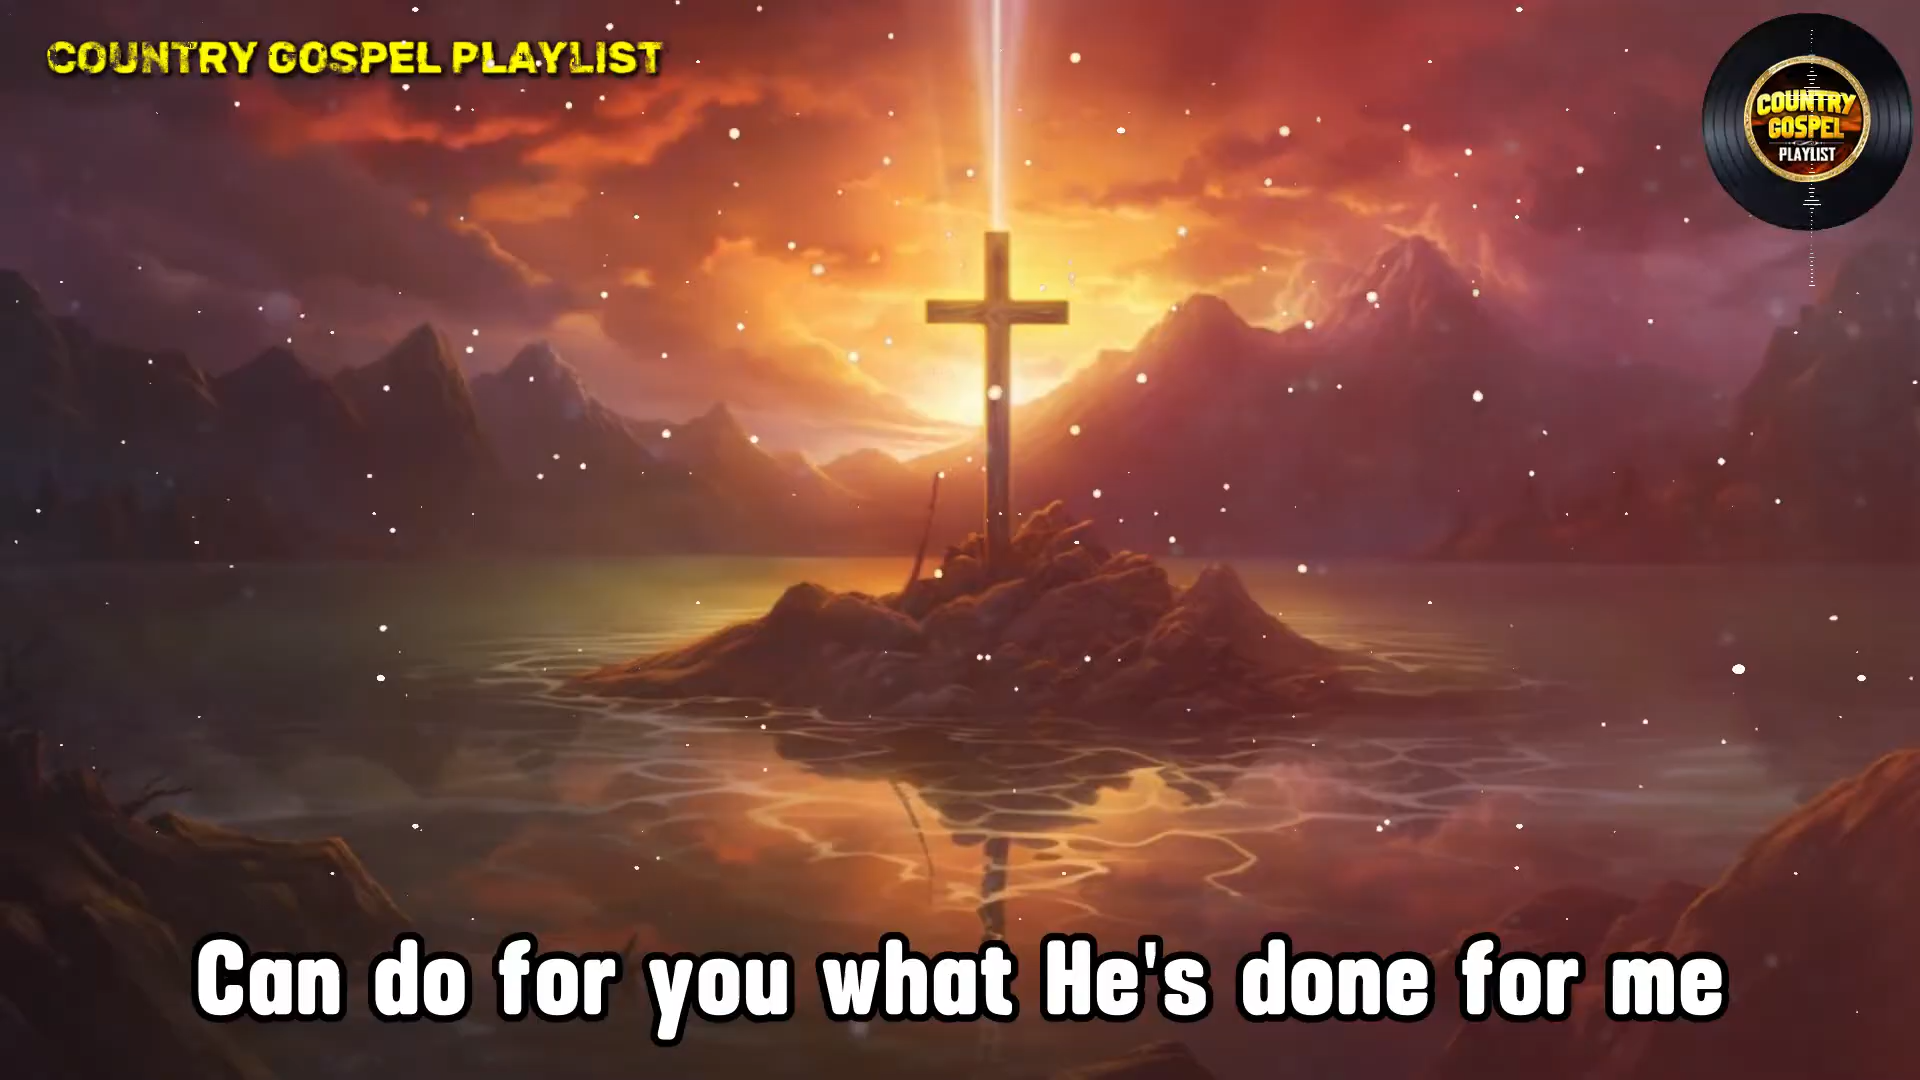 COUNTRY GOSPEL PLAYLIST
COUNTRY
GOSPEL
PLAYLIST
Can do for you what He's done for me